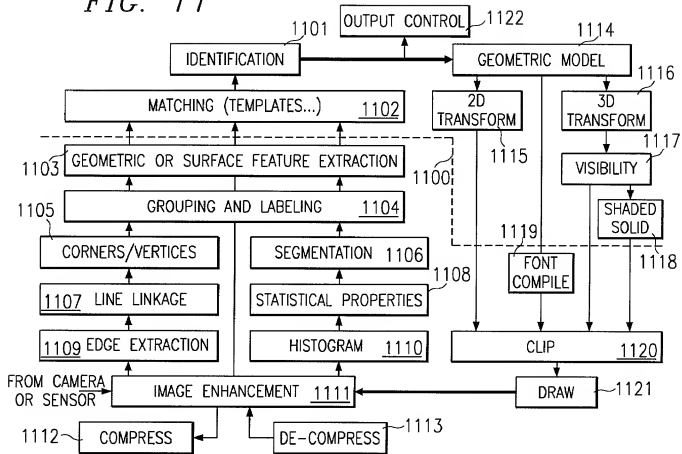 FIG. 11
OUTPUT CONTROL
1122
1101
IDENTIFICATION
1114
GEOMETRIC MODEL
1116
MATCHING (TEMPLATES...) 1102
2D
TRANSFORM
1115
3D
TRANSFORM
1117
1103
GEOMETRIC OR SURFACE FEATURE EXTRACTION
1100
VISIBILITY
GROUPING AND LABELING 1104
1105
SHADED
SOLID
1118
CORNERS/VERTICES
SEGMENTATION 1106
1119
FONT
COMPILE
1108
1107 LINE LINKAGE
STATISTICAL PROPERTIES
1109 EDGE EXTRACTION
HISTOGRAM 1110
CLIP 1120
FROM CAMERA
OR SENSOR
IMAGE ENHANCEMENT 1111
DRAW
1121
1112
COMPRESS
DE-COMPRESS
1113